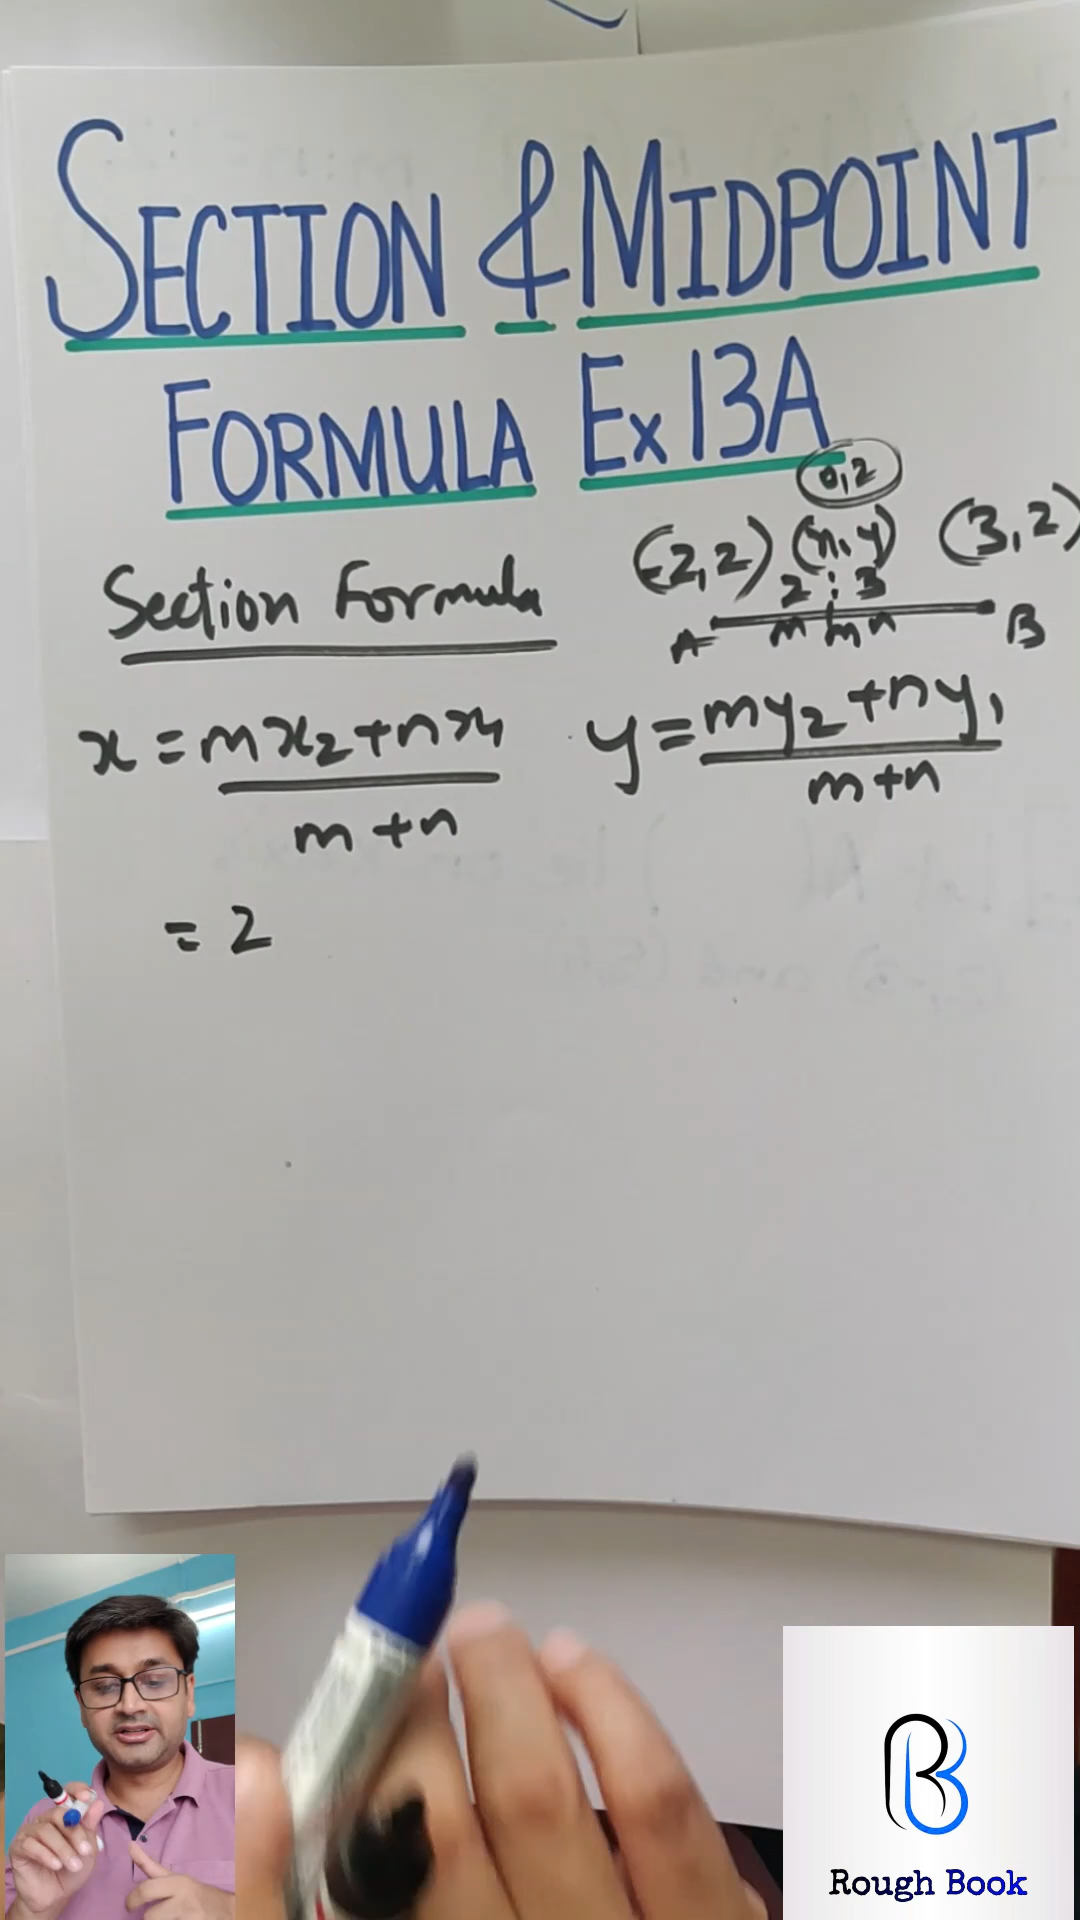 SECTION & MIDPOINT
FORMULA EX 13A
0,2
(-2,2) (x,y) (3,2)
2 : 3
Section Formula
A m m n B
x = mx₂+nx₁ y = my₂+ny₁
m+n m+n
= 2
B
Rough Book